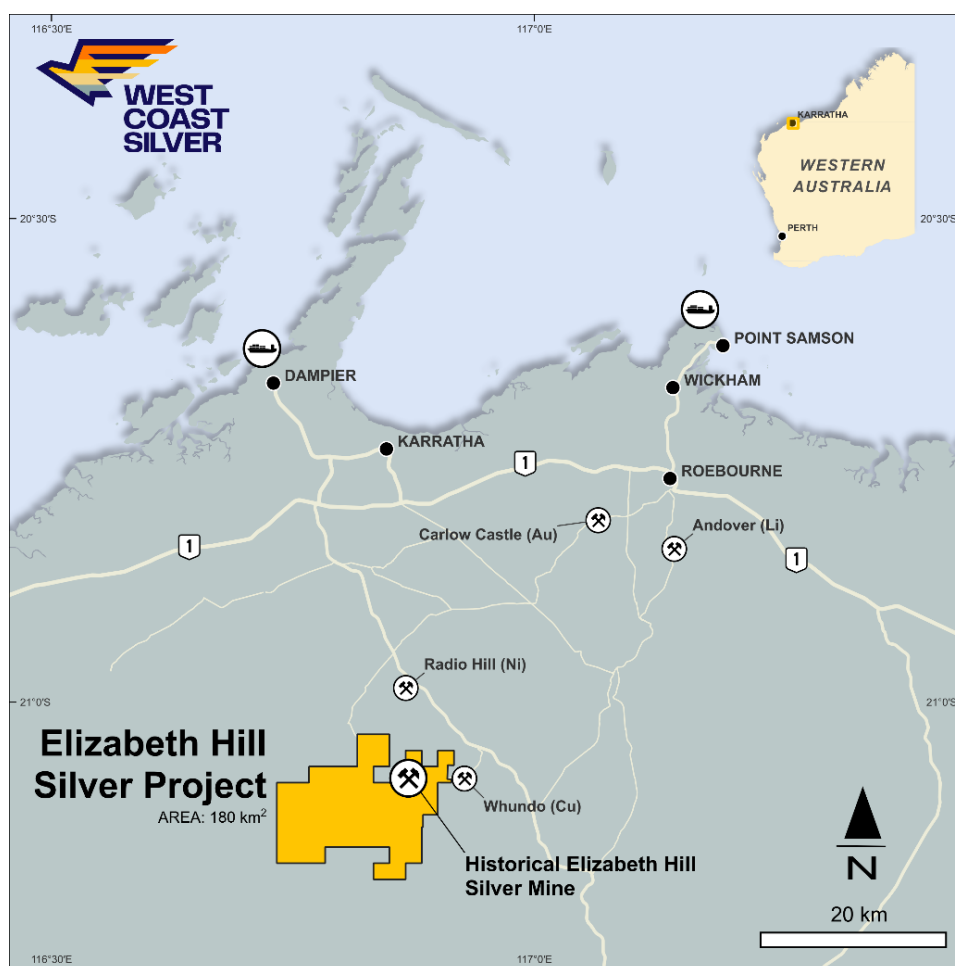 116°30'E
117°0'E
WEST
COAST
SILVER
KARRATHA
WESTERN
AUSTRALIA
PERTH
20°30'S
20°30'S
POINT SAMSON
DAMPIER
WICKHAM
KARRATHA
1
ROEBOURNE
Carlow Castle (Au)
Andover (Li)
1
1
Radio Hill (Ni)
21°0'S
21°0'S
Elizabeth Hill
Silver Project
AREA: 180 km²
Whundo (Cu)
Historical Elizabeth Hill
Silver Mine
N
20 km
116°30'E
117°0'E